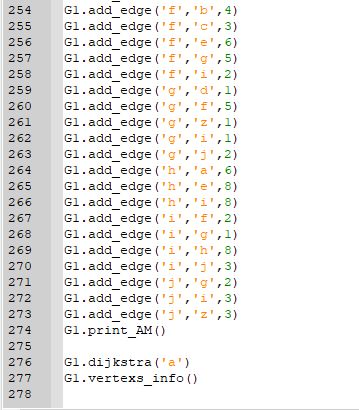 254 G1.add_edge('f','b',4)
255 G1.add_edge('f','c',3)
256 G1.add_edge('f','e',6)
257 G1.add_edge('f','g',5)
258 G1.add_edge('f','i',2)
259 G1.add_edge('g','d',1)
260 G1.add_edge('g','f',5)
261 G1.add_edge('g','z',1)
262 G1.add_edge('g','i',1)
263 G1.add_edge('g','j',2)
264 G1.add_edge('h','a',6)
265 G1.add_edge('h','e',8)
266 G1.add_edge('h','i',8)
267 G1.add_edge('i','f',2)
268 G1.add_edge('i','g',1)
269 G1.add_edge('i','h',8)
270 G1.add_edge('i','j',3)
271 G1.add_edge('j','g',2)
272 G1.add_edge('j','i',3)
273 G1.add_edge('j','z',3)
274 G1.print_AM()
275
276 G1.dijkstra('a')
277 G1.vertexs_info()
278